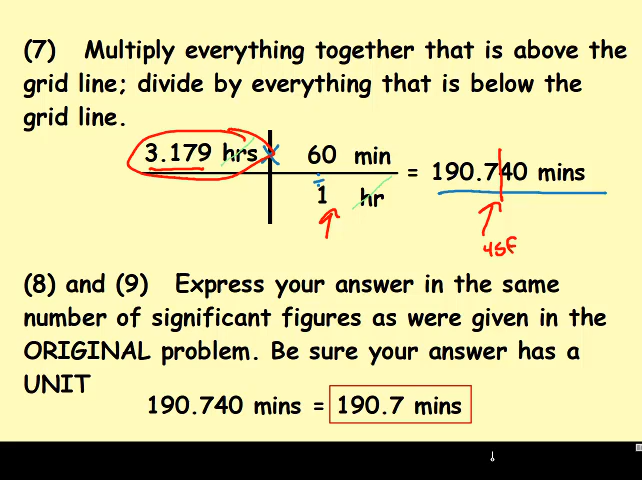 (7) Multiply everything together that is above the
grid line; divide by everything that is below the
grid line.
3.179 hrs × 60 min
÷
1 hr
= 190.740 mins
4sf
(8) and (9) Express your answer in the same
number of significant figures as were given in the
ORIGINAL problem. Be sure your answer has a
UNIT
190.740 mins = 190.7 mins